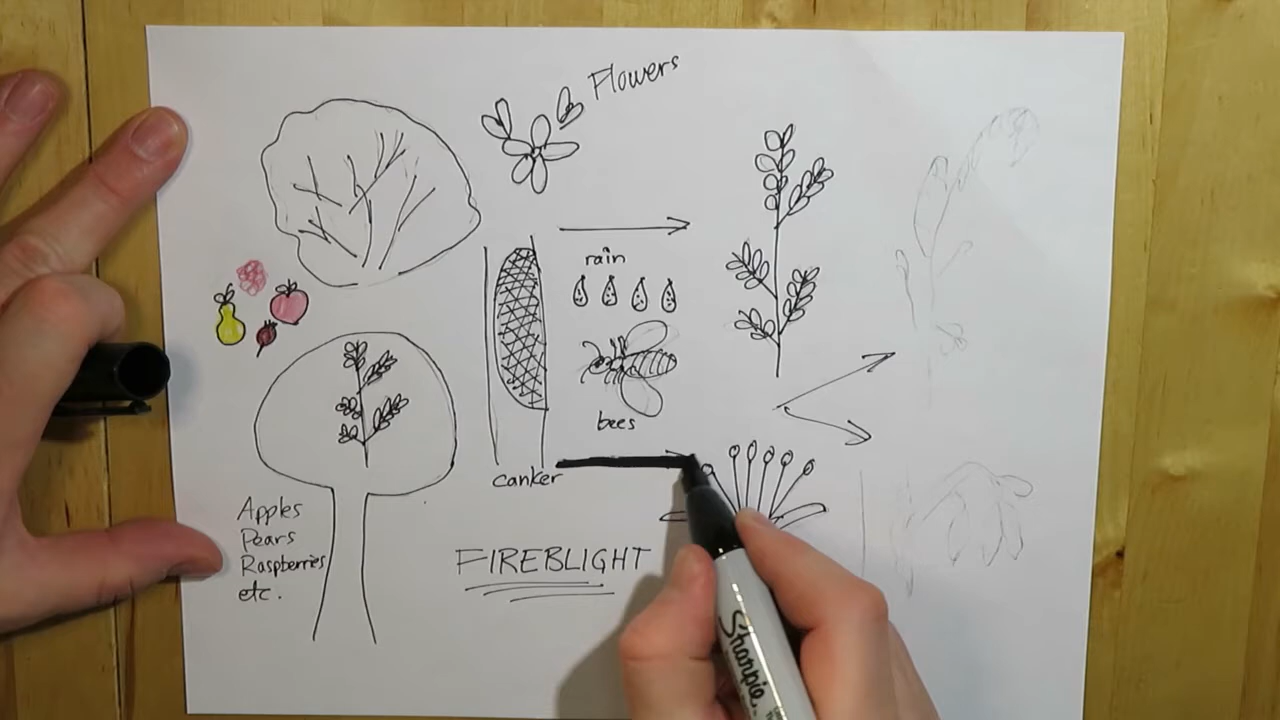 Flowers
rain
bees
canker
Apples
Pears
Raspberries
etc.
FIREBLIGHT
Sharpie